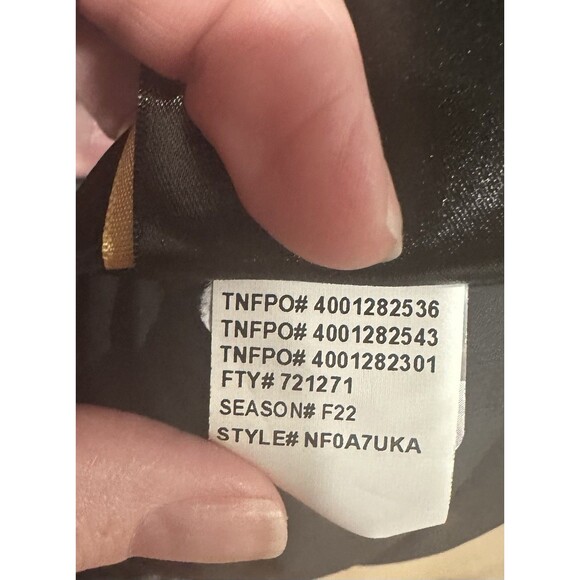 TNFPO# 4001282536
TNFPO# 4001282543
TNFPO# 4001282301
FTY# 721271
SEASON# F22
STYLE# NF0A7UKA